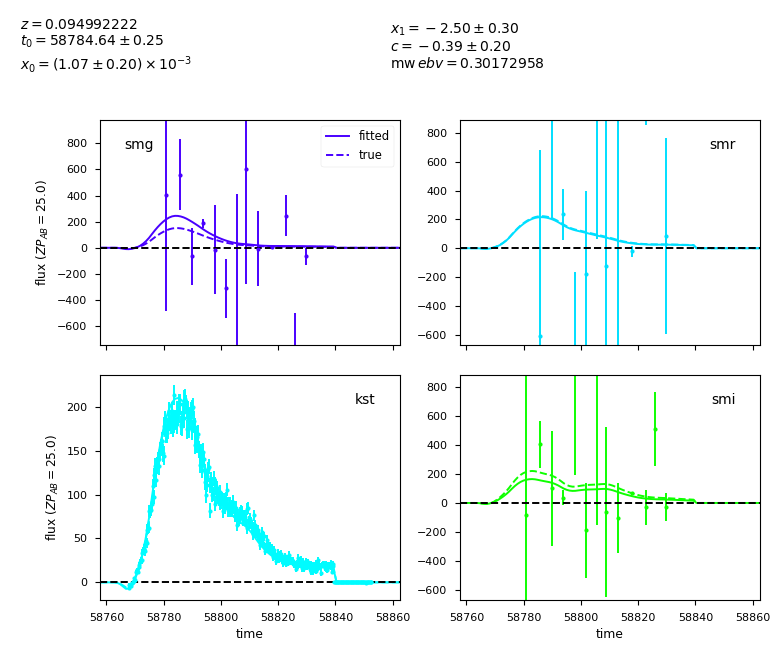 z = 0.094992222
t₀ = 58784.64 ± 0.25
x₀ = (1.07 ± 0.20) × 10⁻³
x₁ = −2.50 ± 0.30
c = −0.39 ± 0.20
mw ebv = 0.30172958
smg
fitted
true
800
600
400
200
0
−200
−400
−600
flux (ZP_AB = 25.0)
smr
800
600
400
200
0
−200
−400
−600
kst
200
150
100
50
0
flux (ZP_AB = 25.0)
58760 58780 58800 58820 58840 58860
time
smi
800
600
400
200
0
−200
−400
−600
58760 58780 58800 58820 58840 58860
time